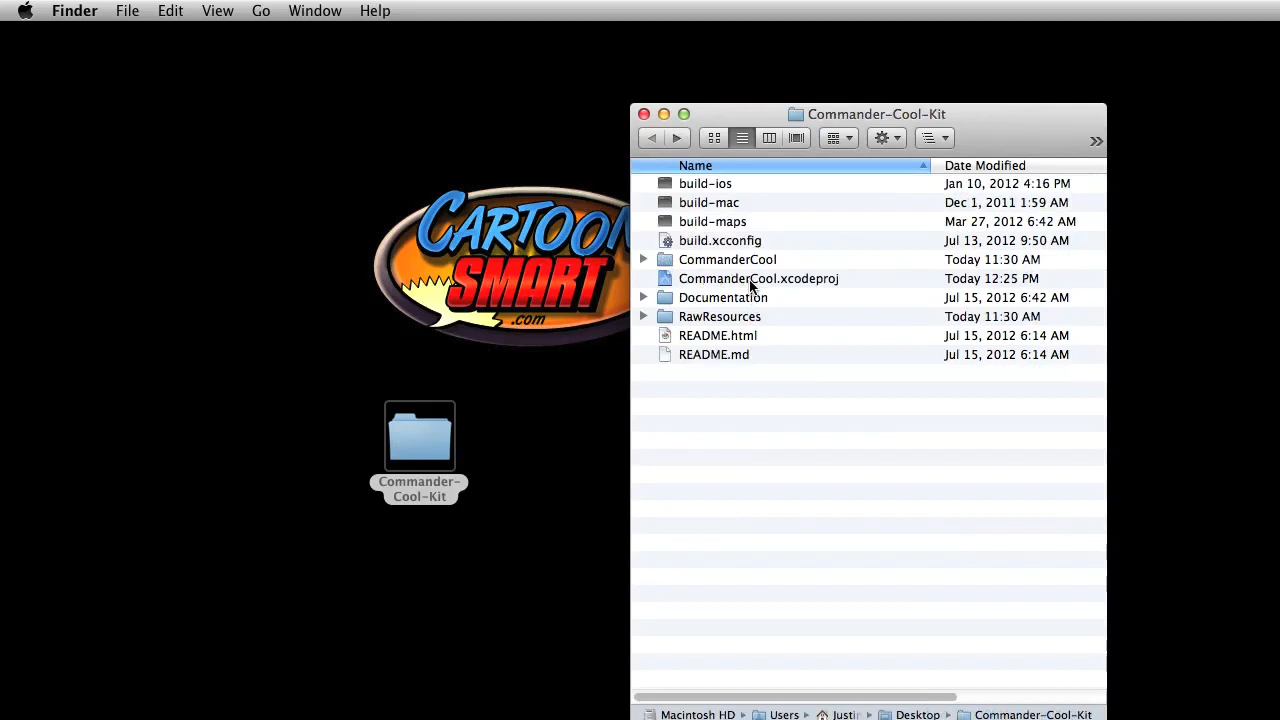 Finder File Edit View Go Window Help
Commander-Cool-Kit
Name Date Modified
build-ios Jan 10, 2012 4:16 PM
build-mac Dec 1, 2011 1:59 AM
build-maps Mar 27, 2012 6:42 AM
build.xcconfig Jul 13, 2012 9:50 AM
CommanderCool Today 11:30 AM
CommanderCool.xcodeproj Today 12:25 PM
Documentation Jul 15, 2012 6:42 AM
RawResources Today 11:30 AM
README.html Jul 15, 2012 6:14 AM
README.md Jul 15, 2012 6:14 AM
CARTOON
SMART
.com
Commander-
Cool-Kit
Macintosh HD Users Justin Desktop Commander-Cool-Kit